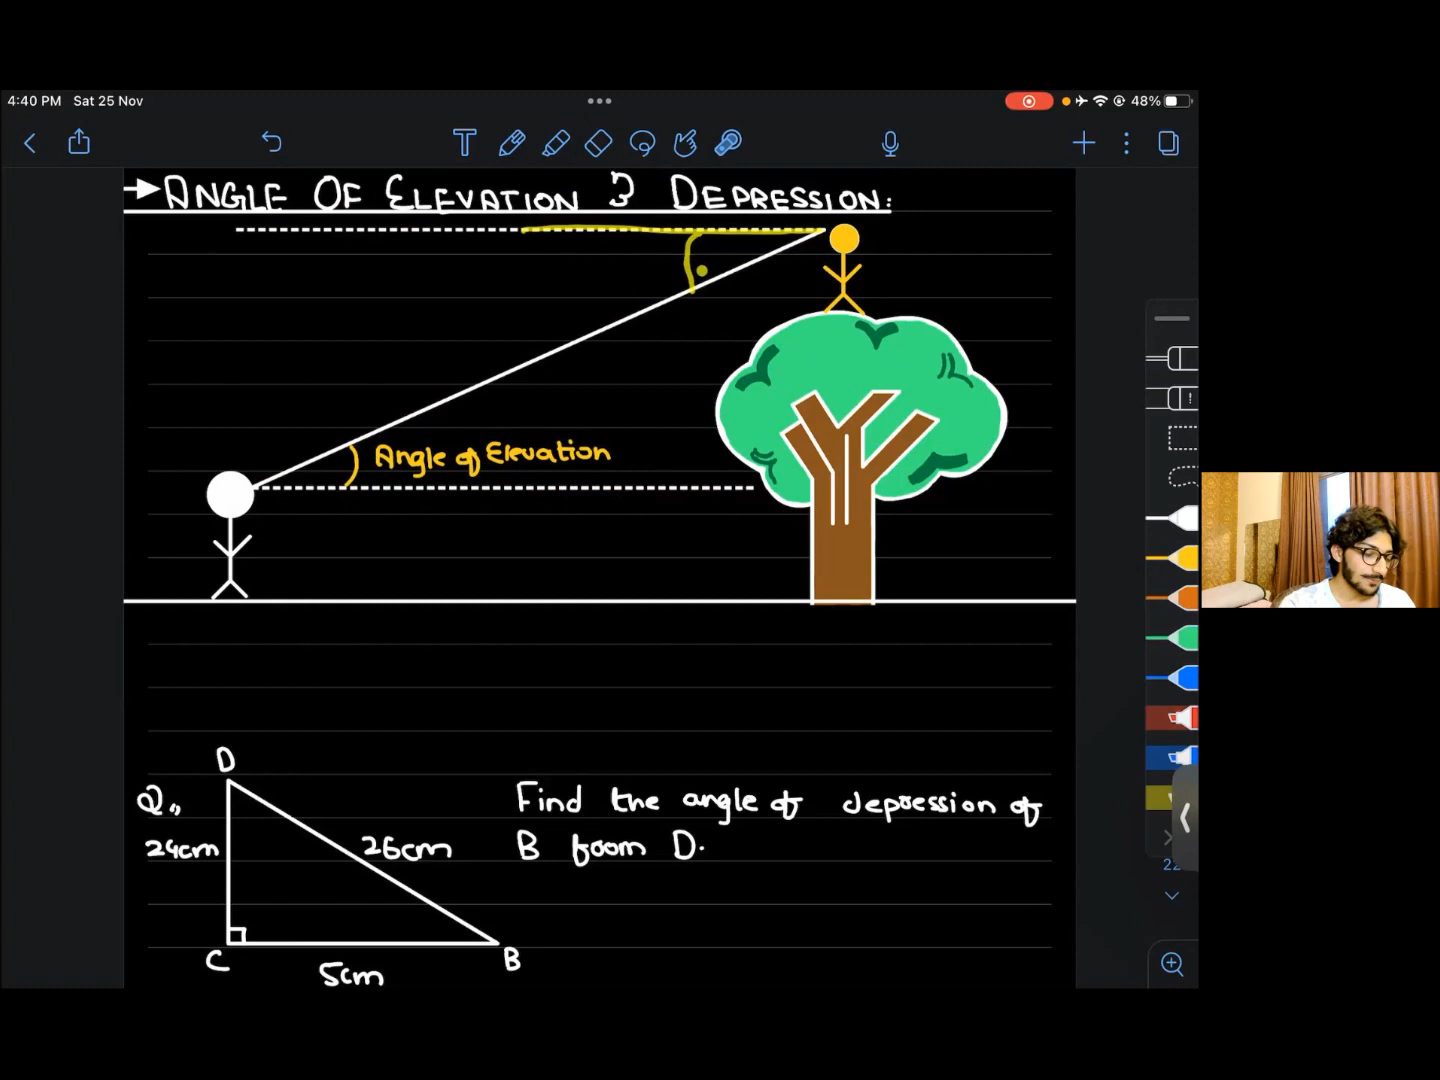 4:40 PM Sat 25 Nov
48%
T
→ANGLE OF ELEVATION & DEPRESSION:
Angle of Elevation
D
Q,
Find the angle of depression of
24cm
26cm
B from D.
C
B
5cm
22